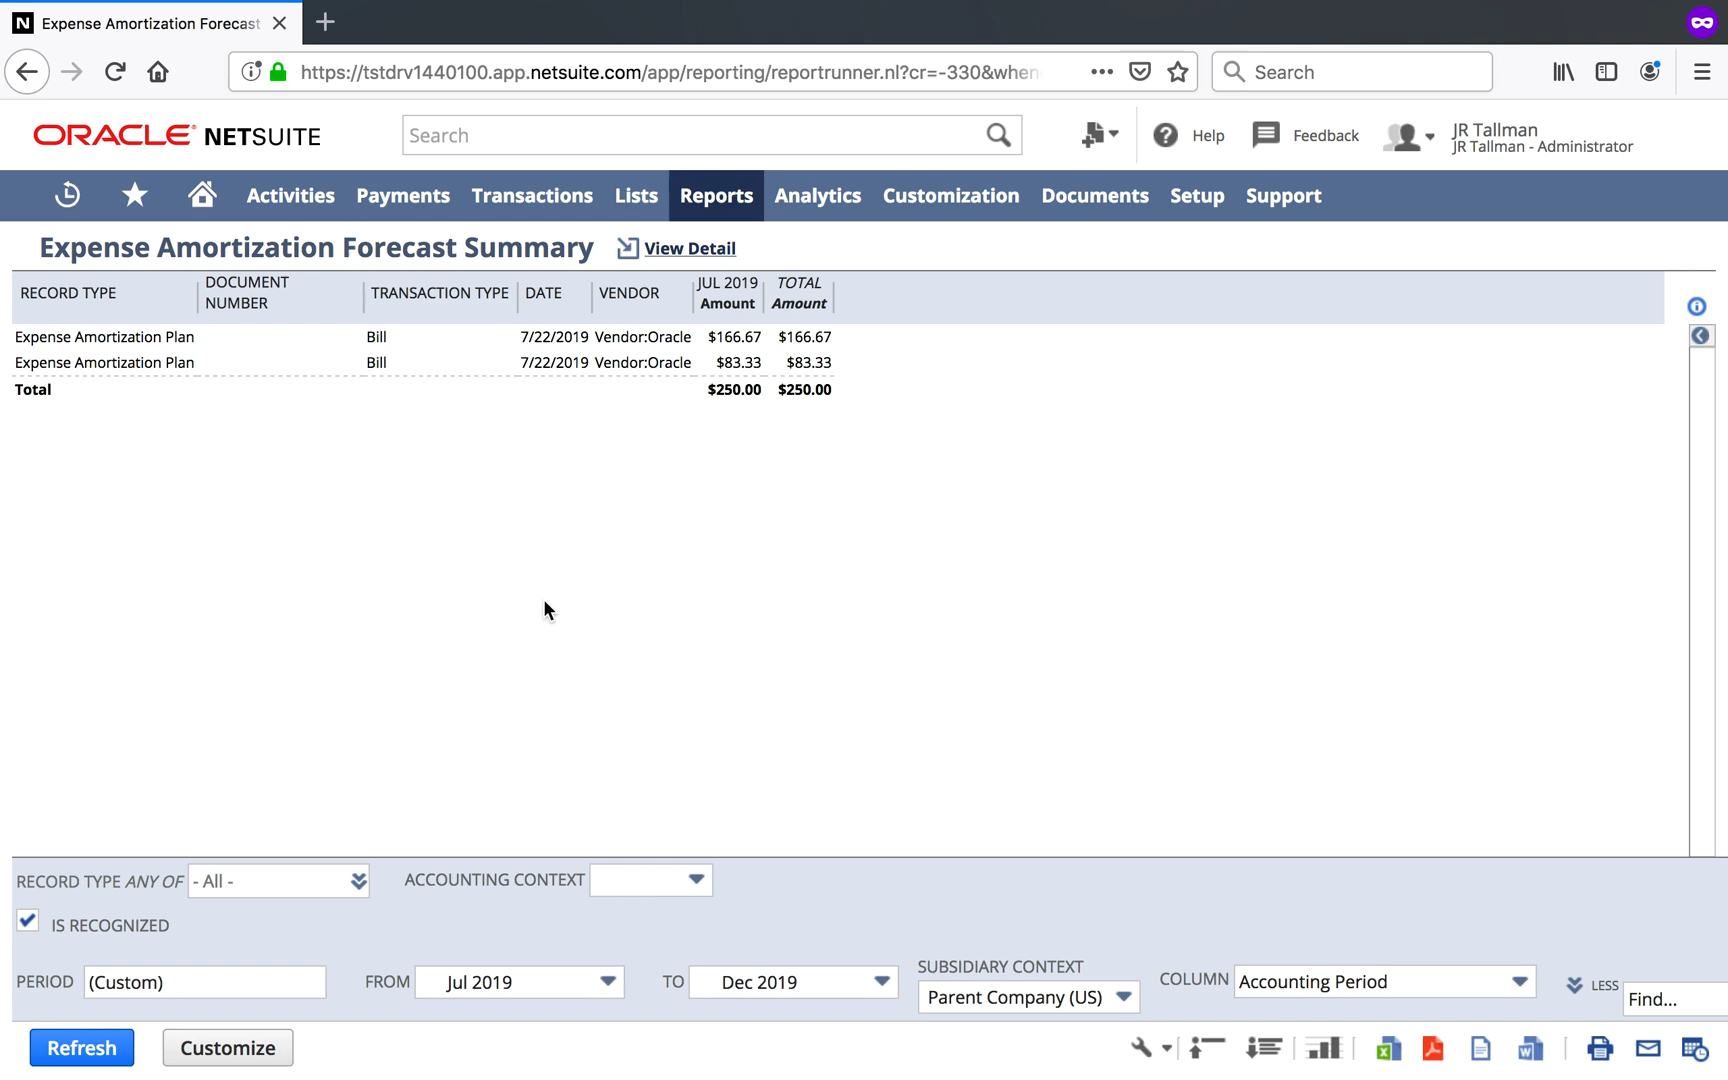 N Expense Amortization Forecast
https://tstdrv1440100.app.netsuite.com/app/reporting/reportrunner.nl?cr=-330&when
Search
ORACLE NETSUITE
Search
Help
Feedback
JR Tallman
JR Tallman - Administrator
Activities Payments Transactions Lists Reports Analytics Customization Documents Setup Support
Expense Amortization Forecast Summary View Detail
RECORD TYPE DOCUMENT NUMBER TRANSACTION TYPE DATE VENDOR JUL 2019 Amount TOTAL Amount
Expense Amortization Plan Bill 7/22/2019 Vendor:Oracle $166.67 $166.67
Expense Amortization Plan Bill 7/22/2019 Vendor:Oracle $83.33 $83.33
Total $250.00 $250.00
RECORD TYPE ANY OF - All - ACCOUNTING CONTEXT
IS RECOGNIZED
PERIOD (Custom) FROM Jul 2019 TO Dec 2019 SUBSIDIARY CONTEXT Parent Company (US) COLUMN Accounting Period LESS Find...
Refresh Customize